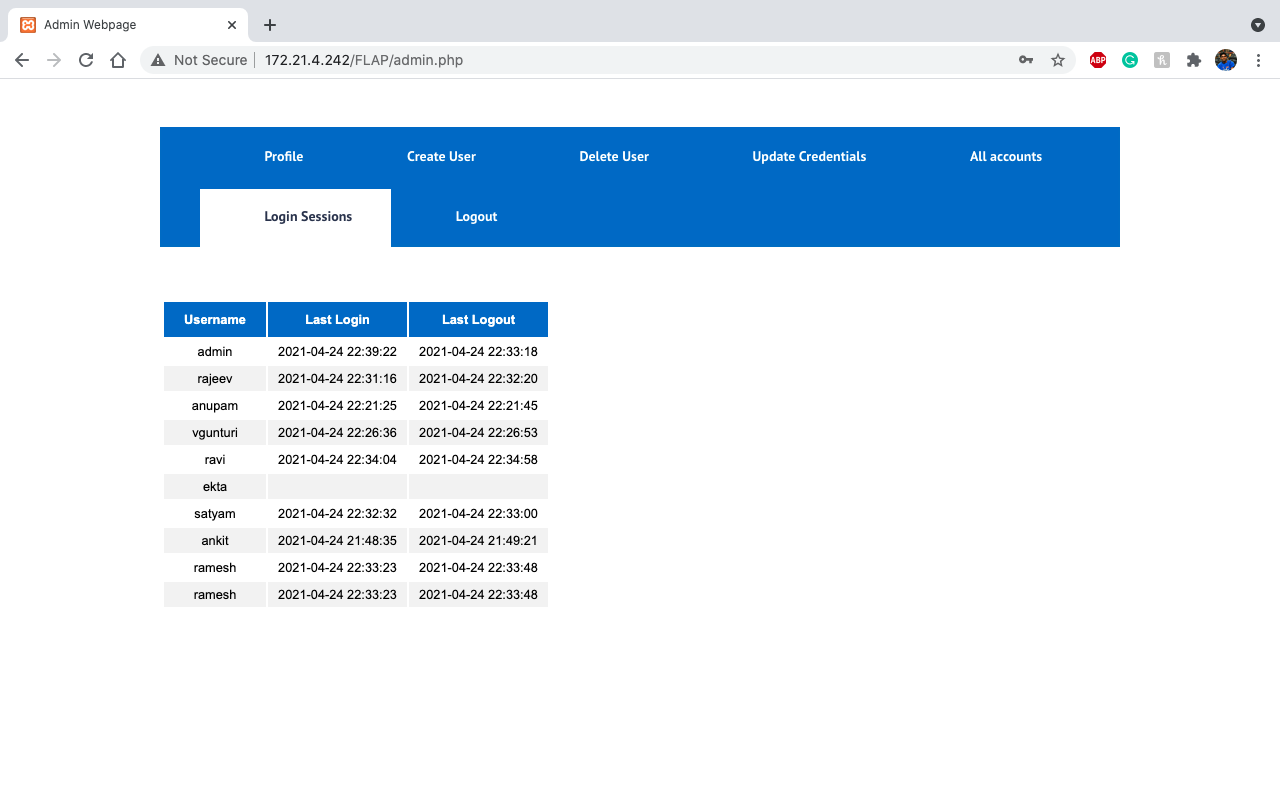 Admin Webpage
Not Secure 172.21.4.242/FLAP/admin.php
ABP
Profile Create User Delete User Update Credentials All accounts
Login Sessions Logout
Username Last Login Last Logout
admin 2021-04-24 22:39:22 2021-04-24 22:33:18
rajeev 2021-04-24 22:31:16 2021-04-24 22:32:20
anupam 2021-04-24 22:21:25 2021-04-24 22:21:45
vgunturi 2021-04-24 22:26:36 2021-04-24 22:26:53
ravi 2021-04-24 22:34:04 2021-04-24 22:34:58
ekta
satyam 2021-04-24 22:32:32 2021-04-24 22:33:00
ankit 2021-04-24 21:48:35 2021-04-24 21:49:21
ramesh 2021-04-24 22:33:23 2021-04-24 22:33:48
ramesh 2021-04-24 22:33:23 2021-04-24 22:33:48